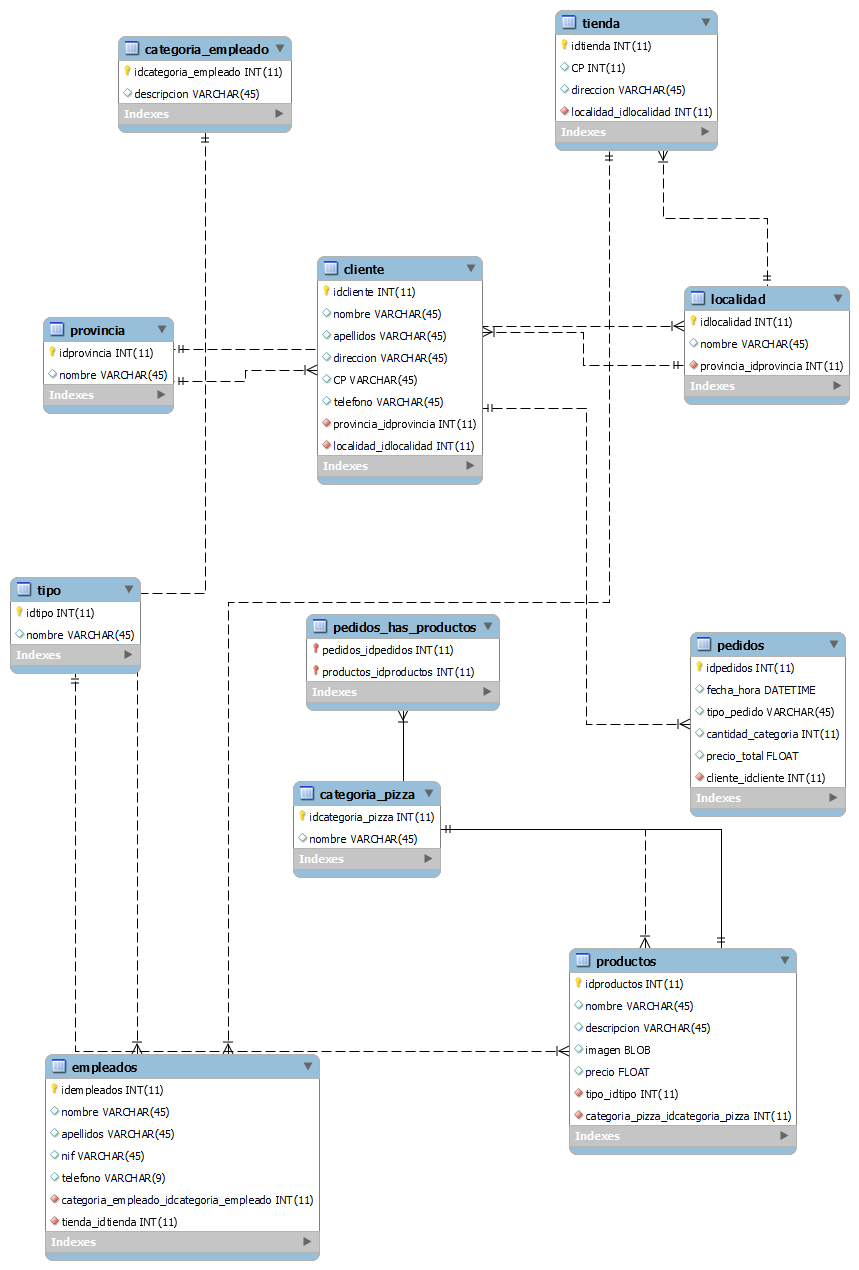 categoria_empleado
idcategoria_empleado INT(11)
descripcion VARCHAR(45)
Indexes
tienda
idtienda INT(11)
CP INT(11)
direccion VARCHAR(45)
localidad_idlocalidad INT(11)
Indexes
cliente
idcliente INT(11)
nombre VARCHAR(45)
apellidos VARCHAR(45)
direccion VARCHAR(45)
CP VARCHAR(45)
telefono VARCHAR(45)
provincia_idprovincia INT(11)
localidad_idlocalidad INT(11)
Indexes
localidad
idlocalidad INT(11)
nombre VARCHAR(45)
provincia_idprovincia INT(11)
Indexes
provincia
idprovincia INT(11)
nombre VARCHAR(45)
Indexes
tipo
idtipo INT(11)
nombre VARCHAR(45)
Indexes
pedidos_has_productos
pedidos_idpedidos INT(11)
productos_idproductos INT(11)
Indexes
pedidos
idpedidos INT(11)
fecha_hora DATETIME
tipo_pedido VARCHAR(45)
cantidad_categoria INT(11)
precio_total FLOAT
cliente_idcliente INT(11)
Indexes
categoria_pizza
idcategoria_pizza INT(11)
nombre VARCHAR(45)
Indexes
productos
idproductos INT(11)
nombre VARCHAR(45)
descripcion VARCHAR(45)
imagen BLOB
precio FLOAT
tipo_idtipo INT(11)
categoria_pizza_idcategoria_pizza INT(11)
Indexes
empleados
idempleados INT(11)
nombre VARCHAR(45)
apellidos VARCHAR(45)
nif VARCHAR(45)
telefono VARCHAR(9)
categoria_empleado_idcategoria_empleado INT(11)
tienda_idtienda INT(11)
Indexes